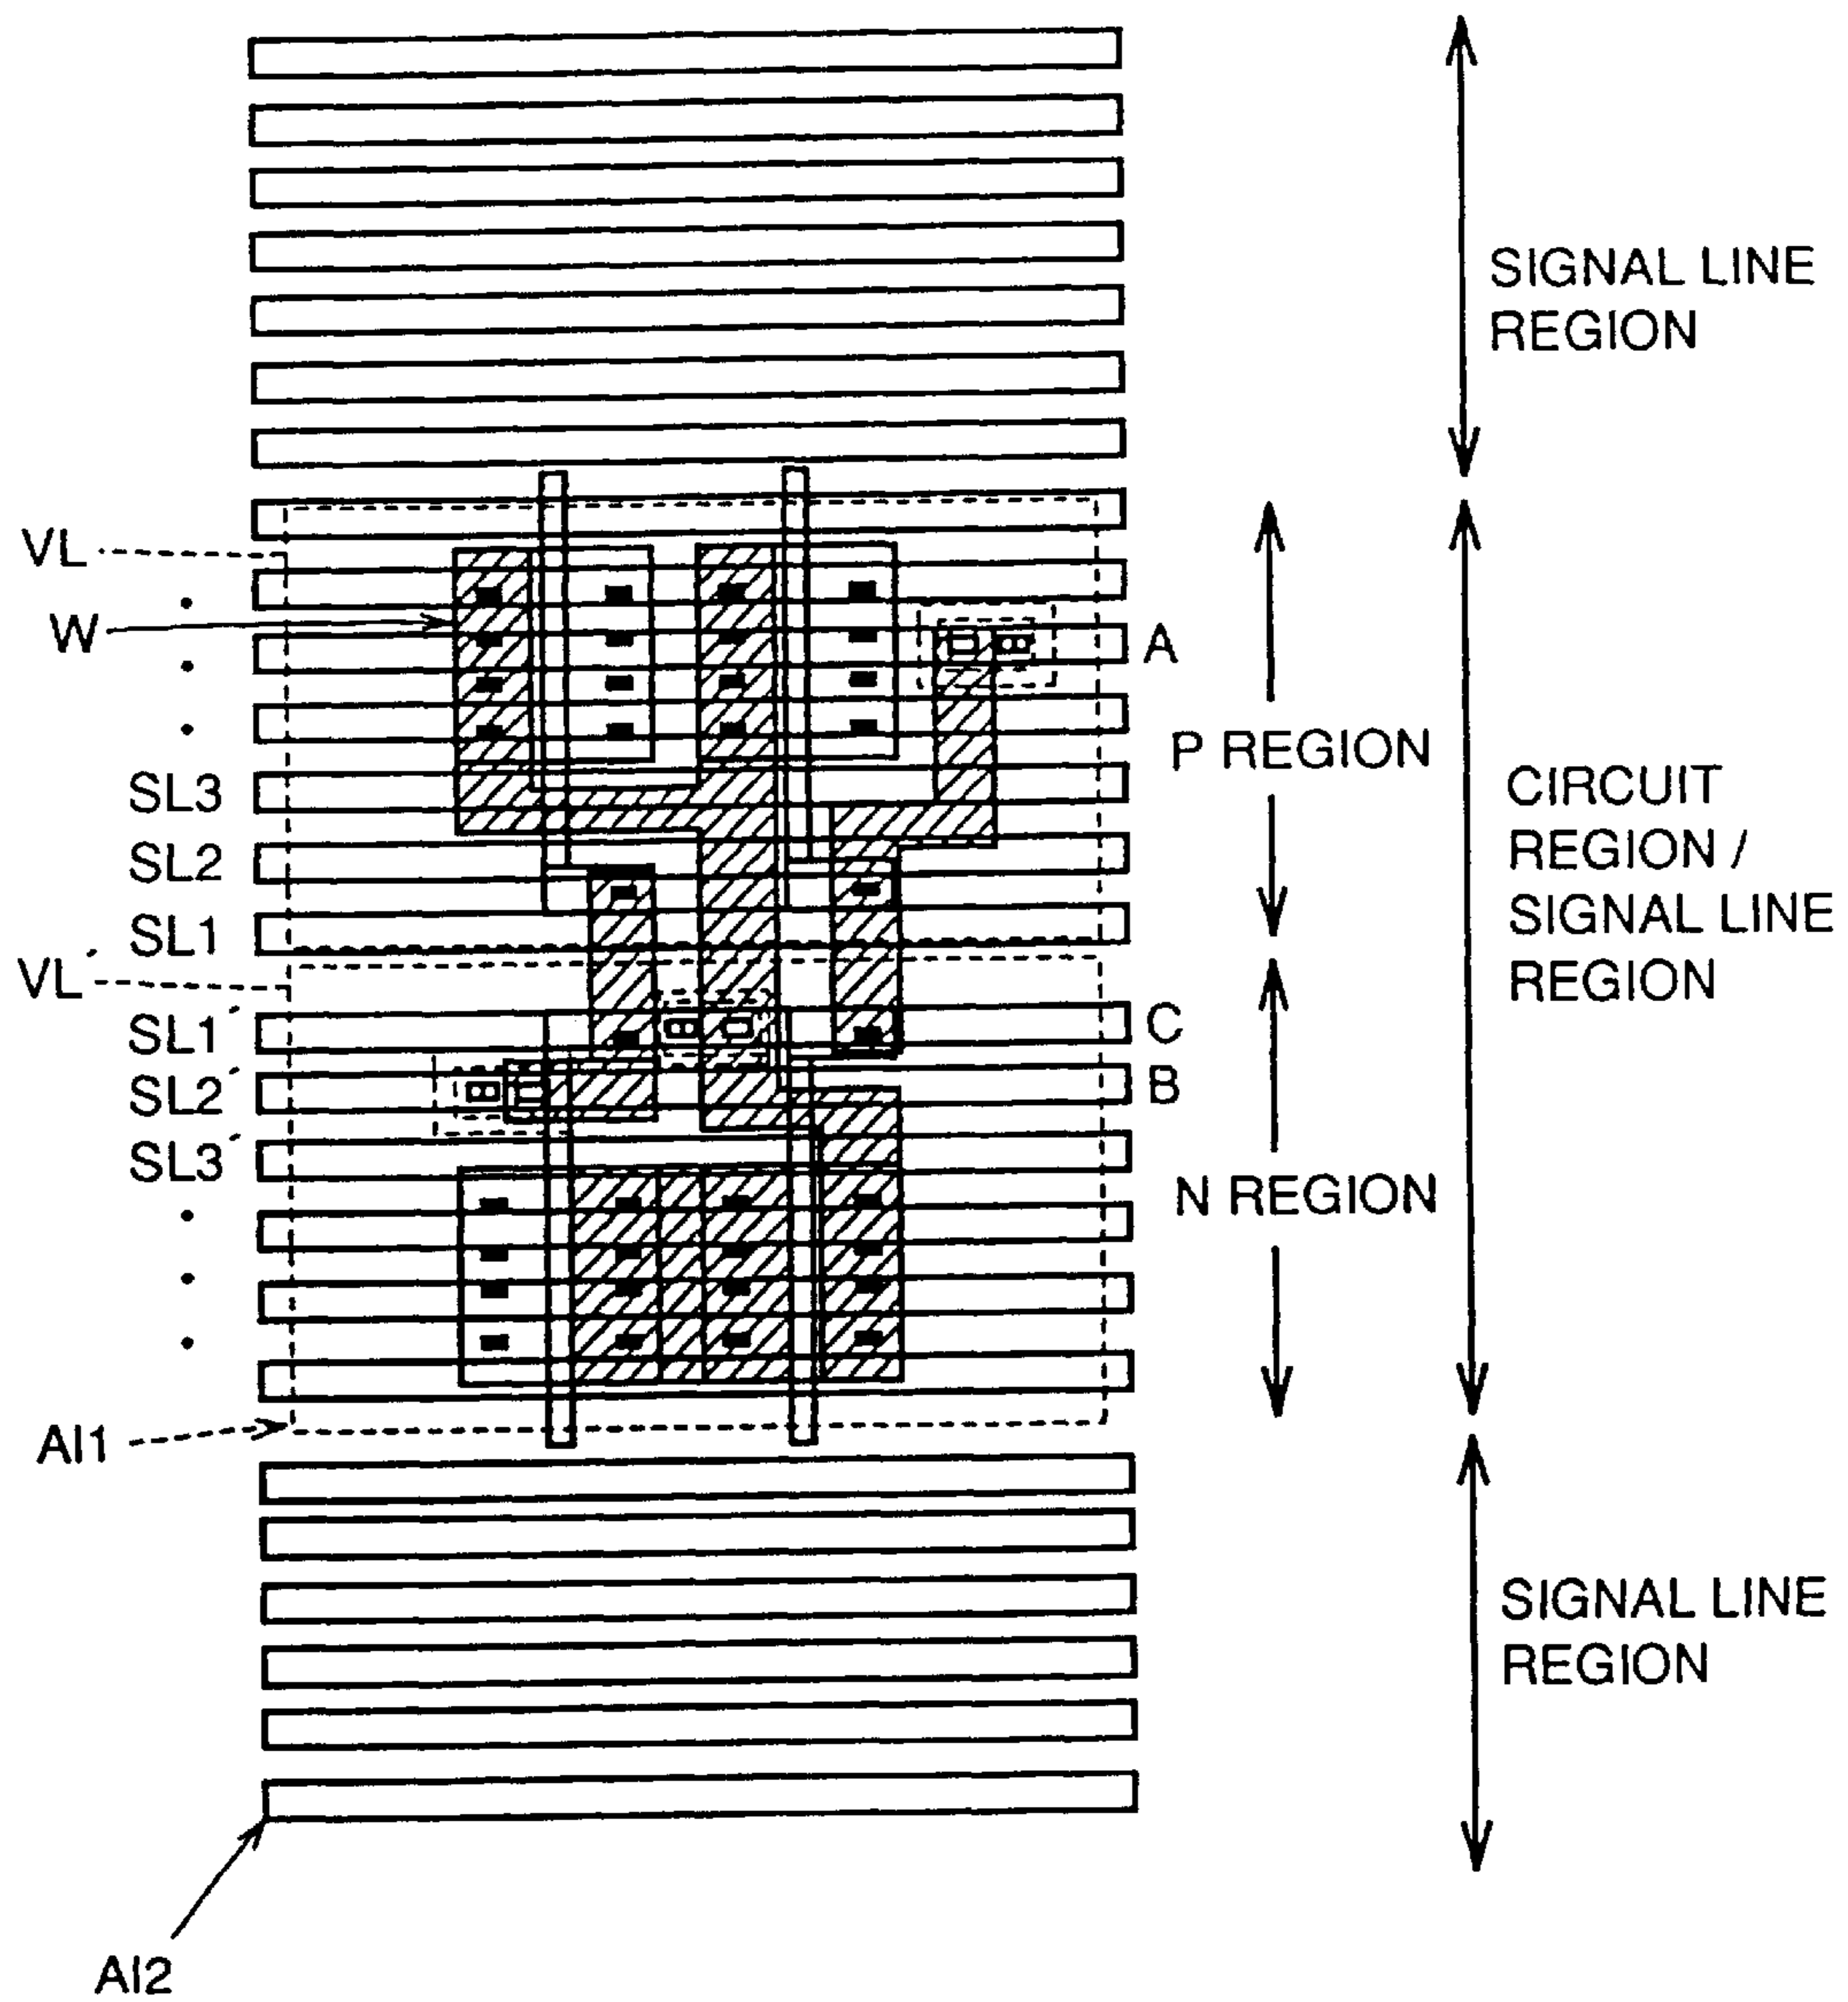 SIGNAL LINE
REGION
VL
W
A
P REGION
SL3
CIRCUIT
REGION /
SIGNAL LINE
REGION
SL2
SL1
VL´
SL1´
C
SL2´
B
SL3´
N REGION
Al1
SIGNAL LINE
REGION
Al2